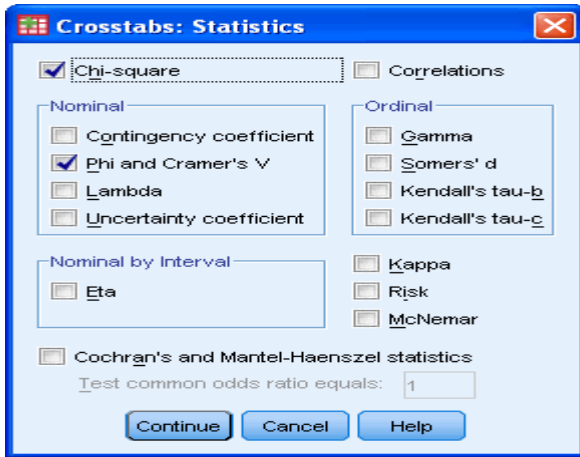 Crosstabs: Statistics
Chi-square
Correlations
Nominal
Contingency coefficient
Phi and Cramer's V
Lambda
Uncertainty coefficient
Ordinal
Gamma
Somers' d
Kendall's tau-b
Kendall's tau-c
Nominal by Interval
Eta
Kappa
Risk
McNemar
Cochran's and Mantel-Haenszel statistics
Test common odds ratio equals: 1
Continue Cancel Help